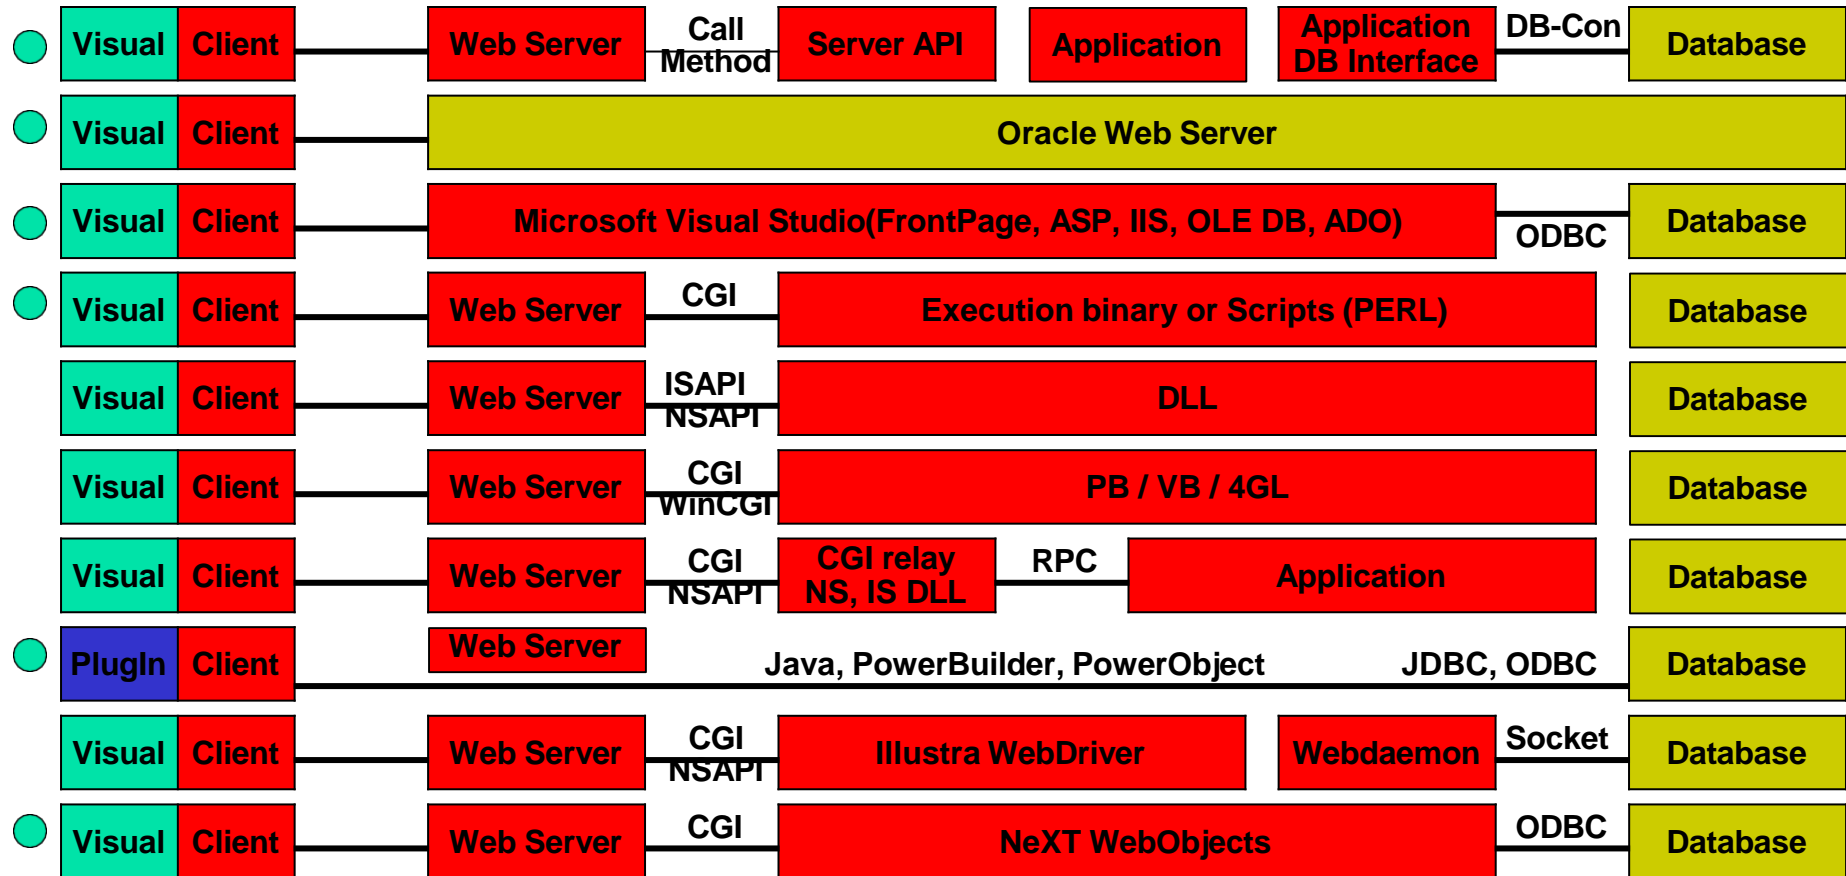 Visual Client Web Server Call Method Server API Application Application DB Interface DB-Con Database
Visual Client Oracle Web Server
Visual Client Microsoft Visual Studio(FrontPage, ASP, IIS, OLE DB, ADO) ODBC Database
Visual Client Web Server CGI Execution binary or Scripts (PERL) Database
Visual Client Web Server ISAPI NSAPI DLL Database
Visual Client Web Server CGI WinCGI PB / VB / 4GL Database
Visual Client Web Server CGI NSAPI CGI relay NS, IS DLL RPC Application Database
PlugIn Client Web Server Java, PowerBuilder, PowerObject JDBC, ODBC Database
Visual Client Web Server CGI NSAPI Illustra WebDriver Webdaemon Socket Database
Visual Client Web Server CGI NeXT WebObjects ODBC Database